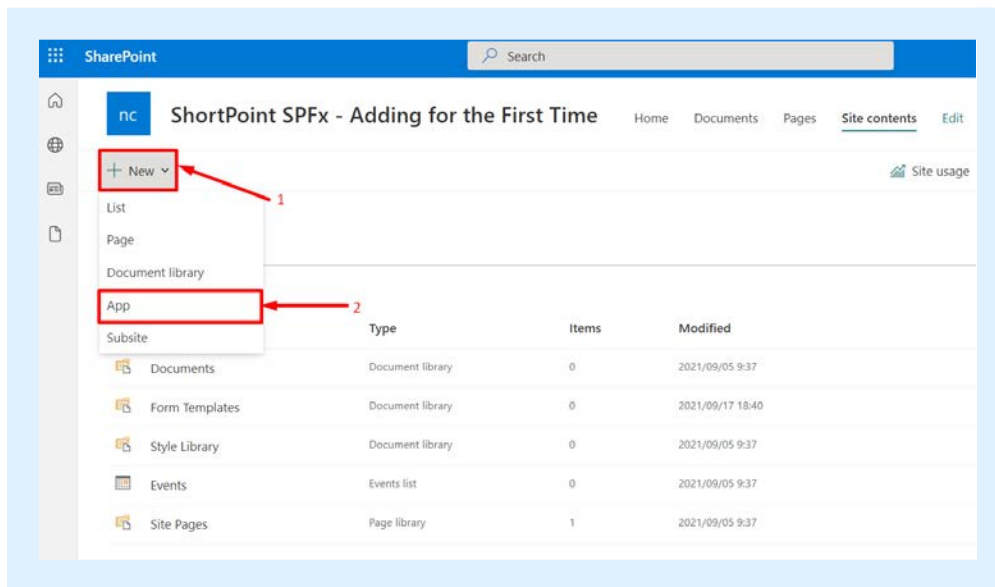 SharePoint
Search
nc
ShortPoint SPFx - Adding for the First Time
Home Documents Pages Site contents Edit
+ New
Site usage
1
List
Page
Document library
App
2
Subsite
Type Items Modified
Documents Document library 0 2021/09/05 9:37
Form Templates Document library 0 2021/09/17 18:40
Style Library Document library 0 2021/09/05 9:37
Events Events list 0 2021/09/05 9:37
Site Pages Page library 1 2021/09/05 9:37